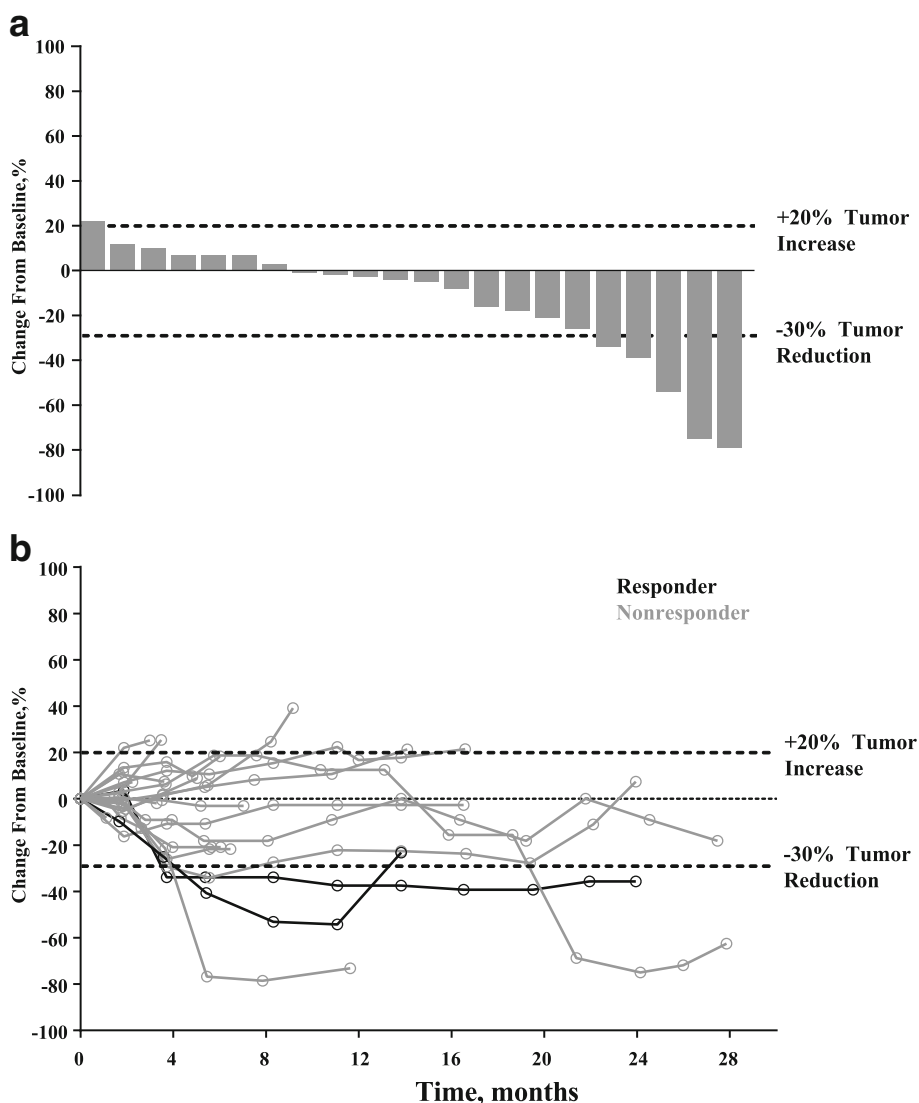 a
100
80
60
40
20
0
-20
-40
-60
-80
-100
Change From Baseline,%
+20% Tumor
Increase
-30% Tumor
Reduction
b
100
80
60
40
20
0
-20
-40
-60
-80
-100
Change From Baseline,%
Responder
Nonresponder
+20% Tumor
Increase
-30% Tumor
Reduction
0 4 8 12 16 20 24 28
Time, months